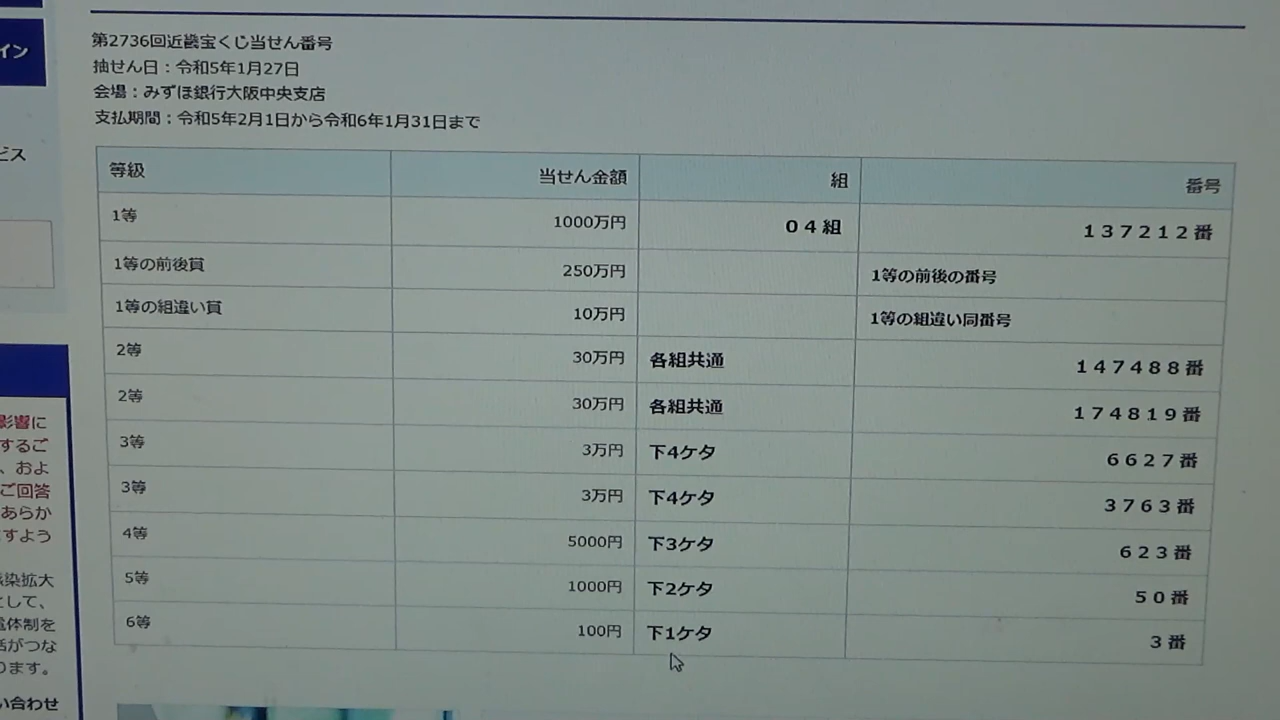 イン
ビス
影響に
するご
、およ
ご回答
あらか
すよう
染拡大
として、
体制を
話がつな
ります。
い合わせ
第2736回近畿宝くじ当せん番号
抽せん日：令和5年1月27日
会場：みずほ銀行大阪中央支店
支払期間：令和5年2月1日から令和6年1月31日まで
等級 当せん金額 組 番号
1等 1000万円 04組 137212番
1等の前後賞 250万円 1等の前後の番号
1等の組違い賞 10万円 1等の組違い同番号
2等 30万円 各組共通 147488番
2等 30万円 各組共通 174819番
3等 3万円 下4ケタ 6627番
3等 3万円 下4ケタ 3763番
4等 5000円 下3ケタ 623番
5等 1000円 下2ケタ 50番
6等 100円 下1ケタ 3番